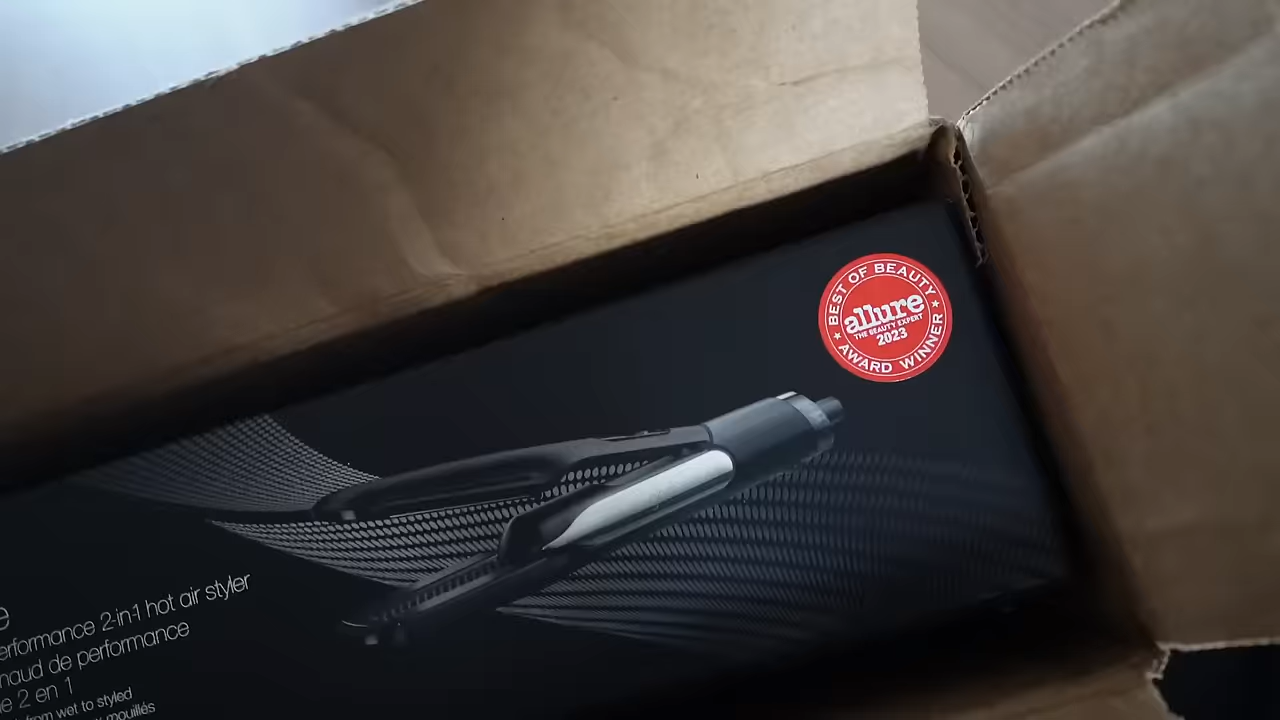 BEST OF BEAUTY
allure
THE BEAUTY EXPERT
2023
AWARD WINNER
erformance 2-in-1 hot air styler
haud de performance
e 2 en 1
from wet to styled
mouillés